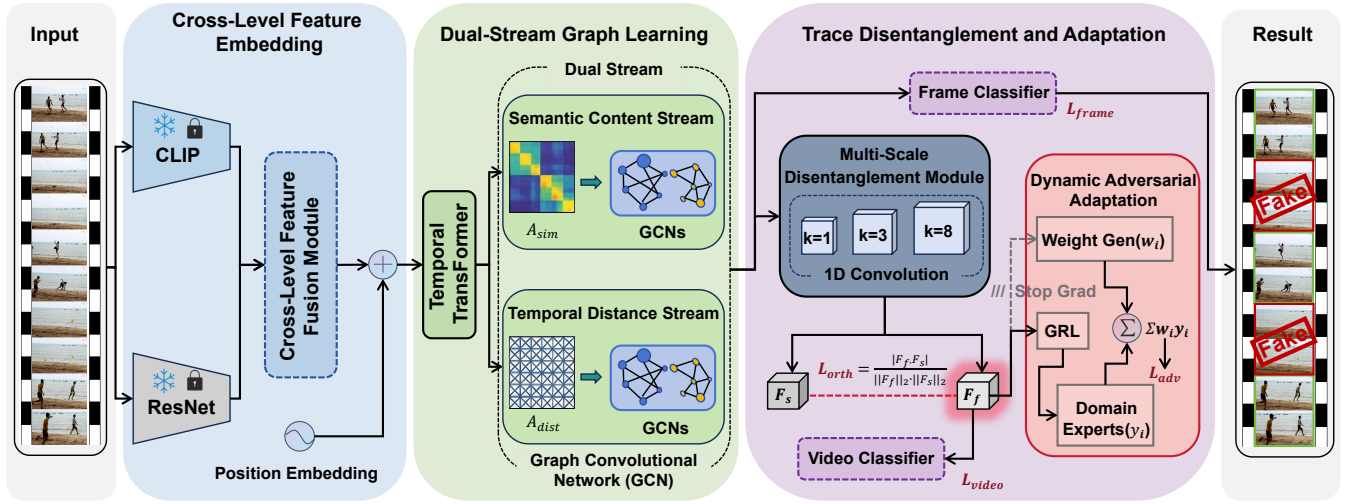 Input
Cross-Level Feature
Embedding
CLIP
ResNet
Cross-Level Feature
Fusion Module
Position Embedding
Dual-Stream Graph Learning
Temporal
TransFormer
Dual Stream
Semantic Content Stream
A_sim
GCNs
Temporal Distance Stream
A_dist
GCNs
Graph Convolutional
Network (GCN)
Trace Disentanglement and Adaptation
Frame Classifier
L_frame
Multi-Scale
Disentanglement Module
k=1
k=3
k=8
1D Convolution
F_s
L_orth = |F_f.F_s| / ||F_f||_2·||F_s||_2
F_f
Video Classifier
L_video
Dynamic Adversarial
Adaptation
Weight Gen(w_i)
/// Stop Grad
GRL
Σ
Σw_iy_i
L_adv
Domain
Experts(y_i)
Result
Fake
Fake